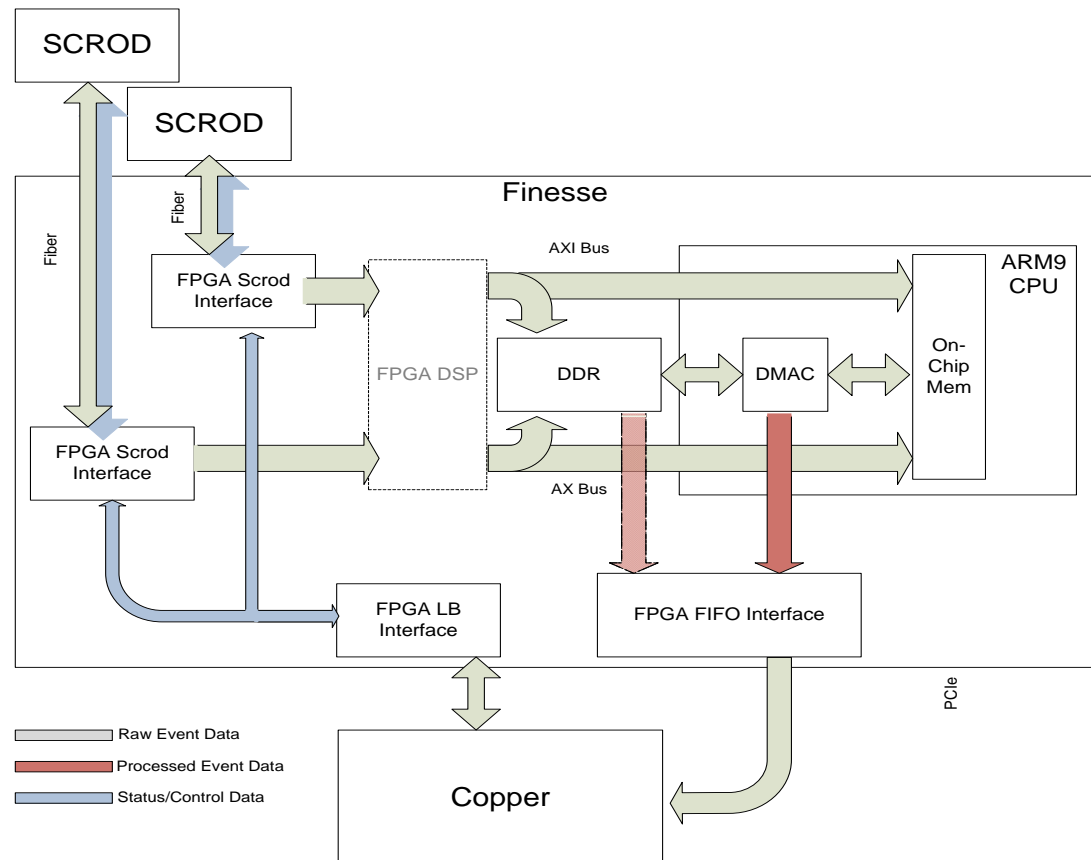 SCROD
SCROD
Finesse
Fiber
Fiber
AXI Bus
ARM9
CPU
FPGA Scrod
Interface
FPGA DSP
DDR
DMAC
On-
Chip
Mem
FPGA Scrod
Interface
AX Bus
FPGA LB
Interface
FPGA FIFO Interface
PCIe
Raw Event Data
Processed Event Data
Status/Control Data
Copper